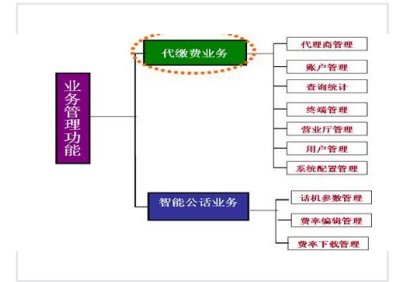 业务管理功能
代缴费业务
代理商管理
账户管理
查询统计
终端管理
营业厅管理
用户管理
系统配置管理
智能公话业务
话机参数管理
费率编辑管理
费率下载管理